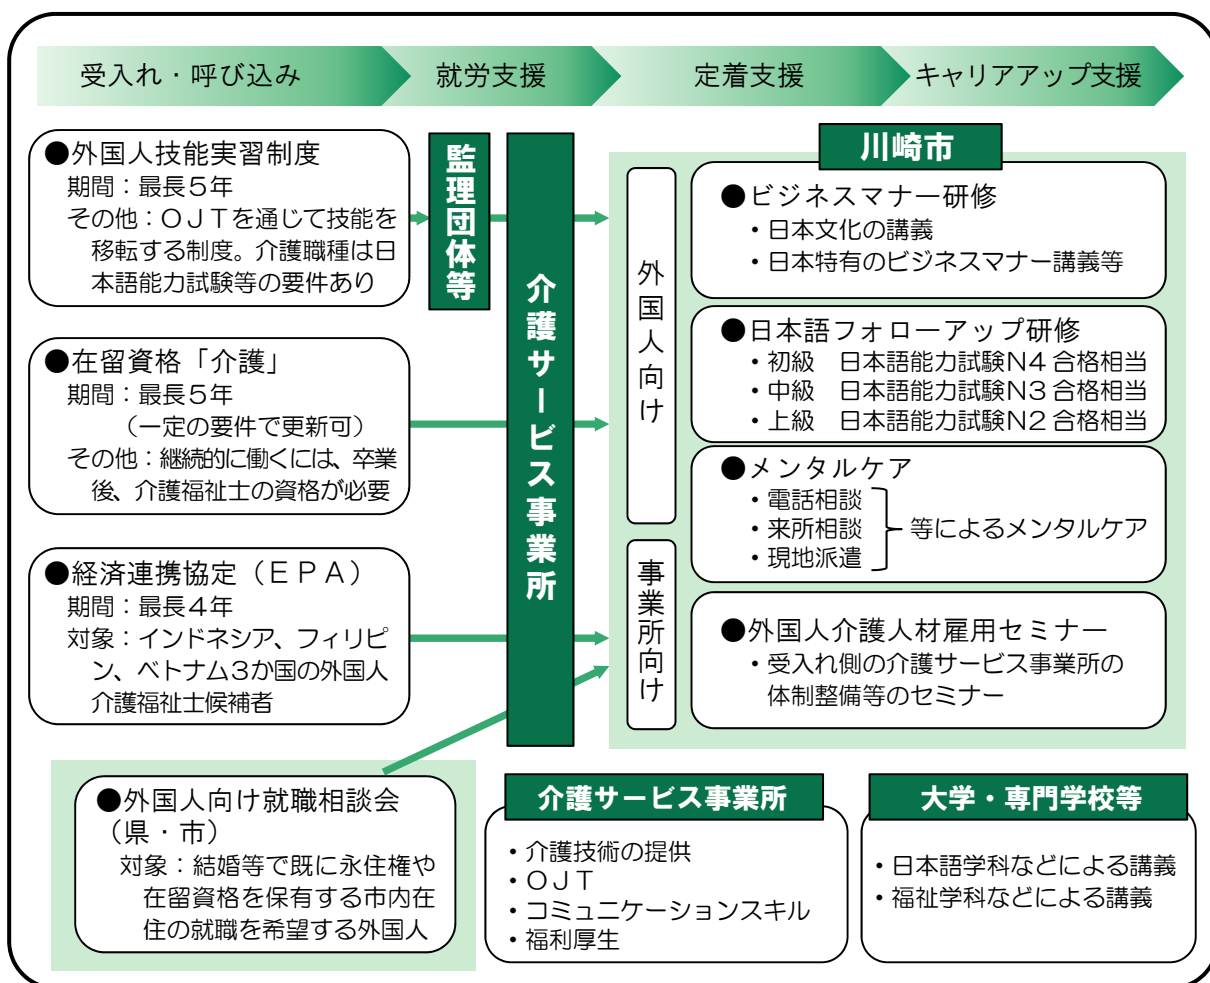 受入れ・呼び込み
就労支援
定着支援
キャリアアップ支援
●外国人技能実習制度
期間：最長５年
その他：ＯＪＴを通じて技能を
移転する制度。介護職種は日
本語能力試験等の要件あり
●在留資格「介護」
期間：最長５年
（一定の要件で更新可）
その他：継続的に働くには、卒業
後、介護福祉士の資格が必要
●経済連携協定（ＥＰＡ）
期間：最長４年
対象：インドネシア、フィリピ
ン、ベトナム３か国の外国人
介護福祉士候補者
●外国人向け就職相談会
（県・市）
対象：結婚等で既に永住権や
在留資格を保有する市内在
住の就職を希望する外国人
監理団体等
介護サービス事業所
川崎市
外国人向け
事業所向け
●ビジネスマナー研修
・日本文化の講義
・日本特有のビジネスマナー講義等
●日本語フォローアップ研修
・初級　日本語能力試験Ｎ４合格相当
・中級　日本語能力試験Ｎ３合格相当
・上級　日本語能力試験Ｎ２合格相当
●メンタルケア
・電話相談
・来所相談
・現地派遣
等によるメンタルケア
●外国人介護人材雇用セミナー
・受入れ側の介護サービス事業所の
体制整備等のセミナー
介護サービス事業所
・介護技術の提供
・ＯＪＴ
・コミュニケーションスキル
・福利厚生
大学・専門学校等
・日本語学科などによる講義
・福祉学科などによる講義